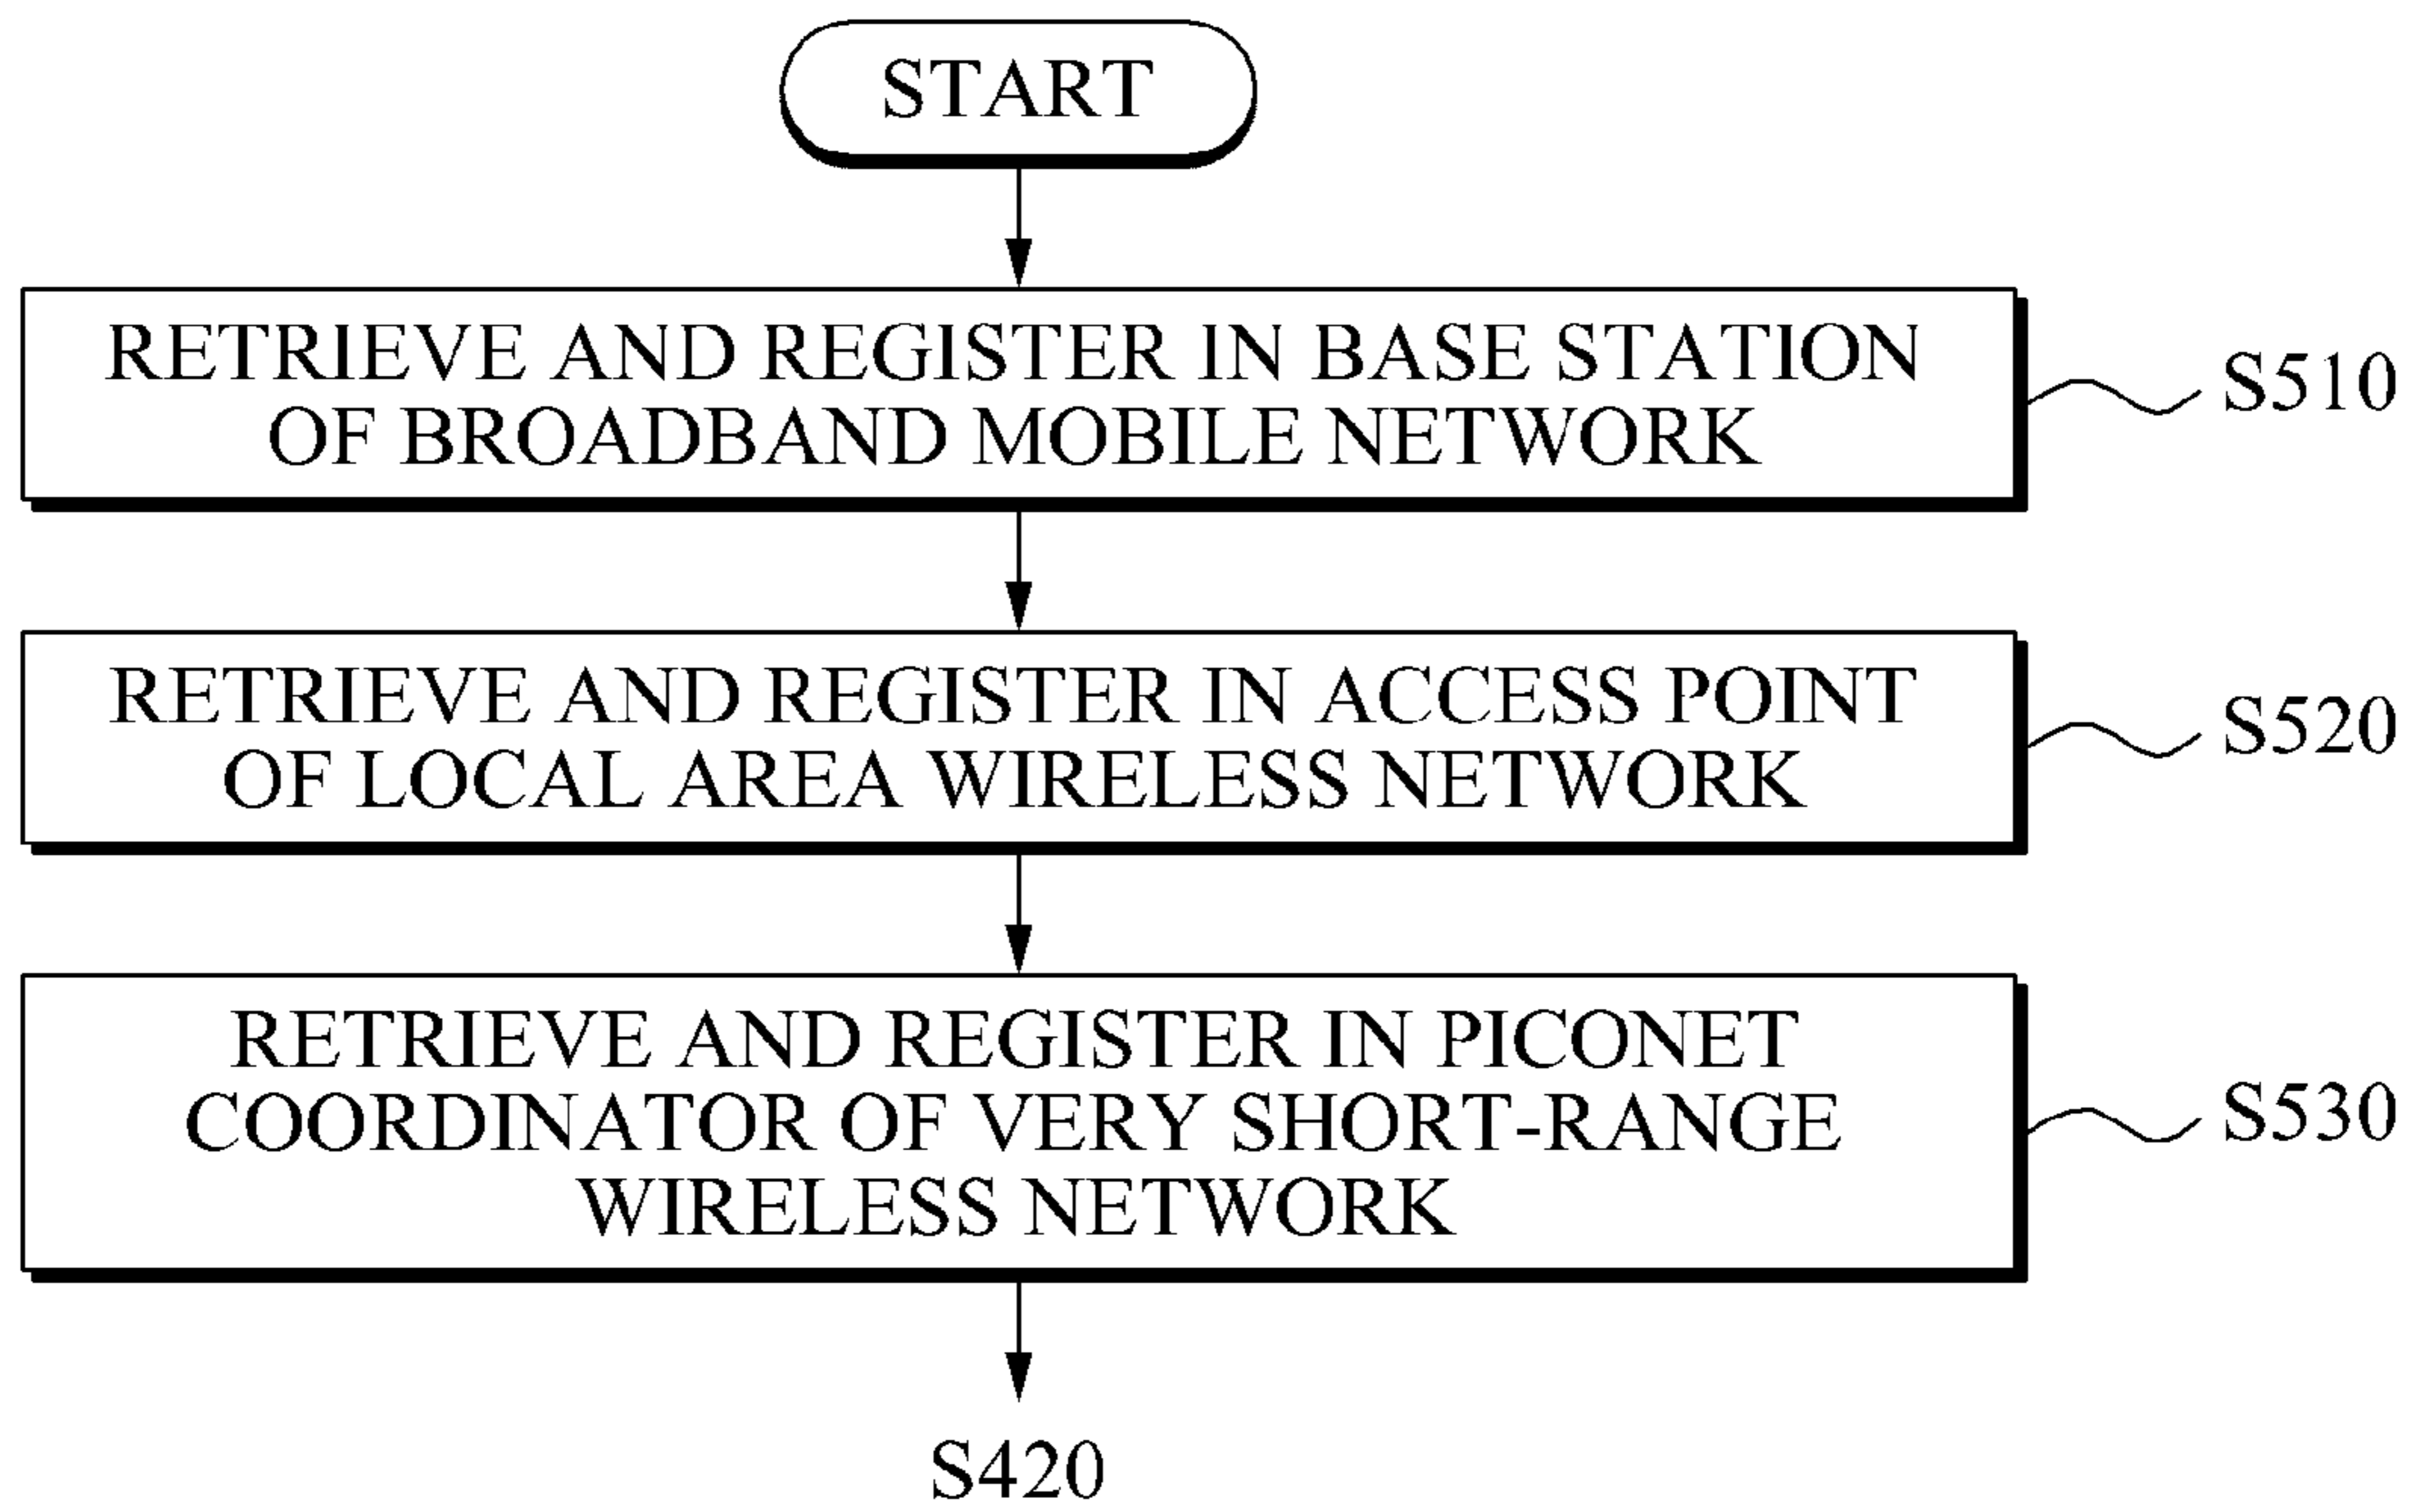 START
RETRIEVE AND REGISTER IN BASE STATION
OF BROADBAND MOBILE NETWORK
S510
RETRIEVE AND REGISTER IN ACCESS POINT
OF LOCAL AREA WIRELESS NETWORK
S520
RETRIEVE AND REGISTER IN PICONET
COORDINATOR OF VERY SHORT-RANGE
WIRELESS NETWORK
S530
S420